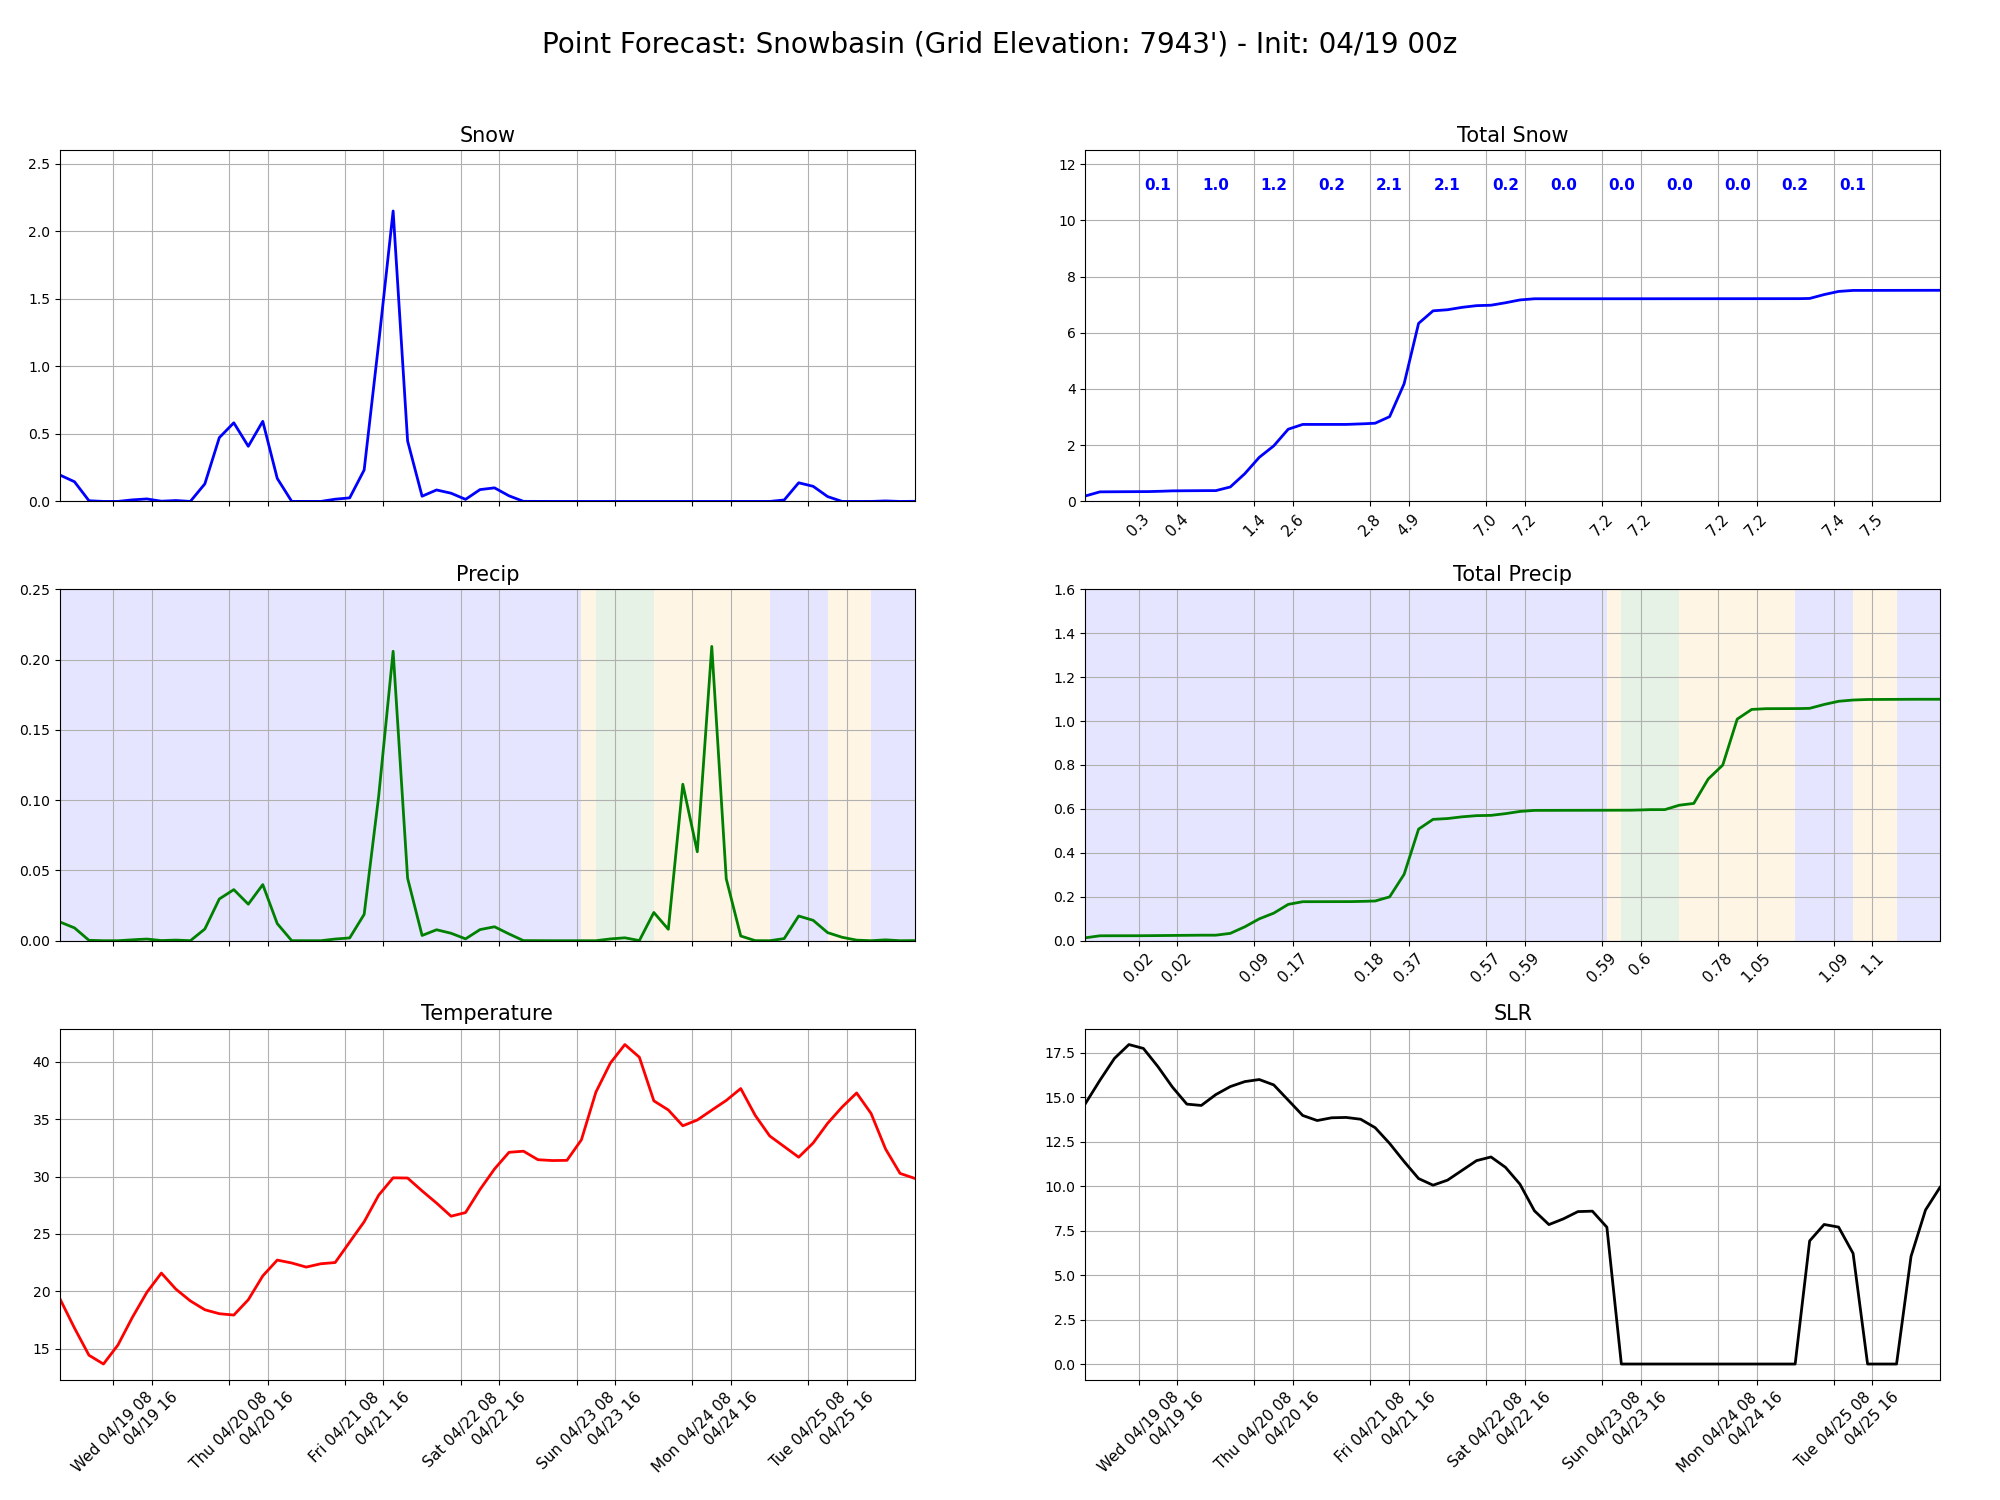 Point Forecast: Snowbasin (Grid Elevation: 7943') - Init: 04/19 00z
Snow
2.5
2.0
1.5
1.0
0.5
0.0
Total Snow
12
10
8
6
4
2
0
0.1 1.0 1.2 0.2 2.1 2.1 0.2 0.0 0.0 0.0 0.0 0.2 0.1
0.3 0.4 1.4 2.6 2.8 4.9 7.0 7.2 7.2 7.2 7.2 7.2 7.4 7.5
Precip
0.25
0.20
0.15
0.10
0.05
0.00
Total Precip
1.6
1.4
1.2
1.0
0.8
0.6
0.4
0.2
0.0
0.02 0.02 0.09 0.17 0.18 0.37 0.57 0.59 0.59 0.6 0.78 1.05 1.09 1.1
Temperature
40
35
30
25
20
15
Wed 04/19 08
04/19 16
Thu 04/20 08
04/20 16
Fri 04/21 08
04/21 16
Sat 04/22 08
04/22 16
Sun 04/23 08
04/23 16
Mon 04/24 08
04/24 16
Tue 04/25 08
04/25 16
SLR
17.5
15.0
12.5
10.0
7.5
5.0
2.5
0.0
Wed 04/19 08
04/19 16
Thu 04/20 08
04/20 16
Fri 04/21 08
04/21 16
Sat 04/22 08
04/22 16
Sun 04/23 08
04/23 16
Mon 04/24 08
04/24 16
Tue 04/25 08
04/25 16